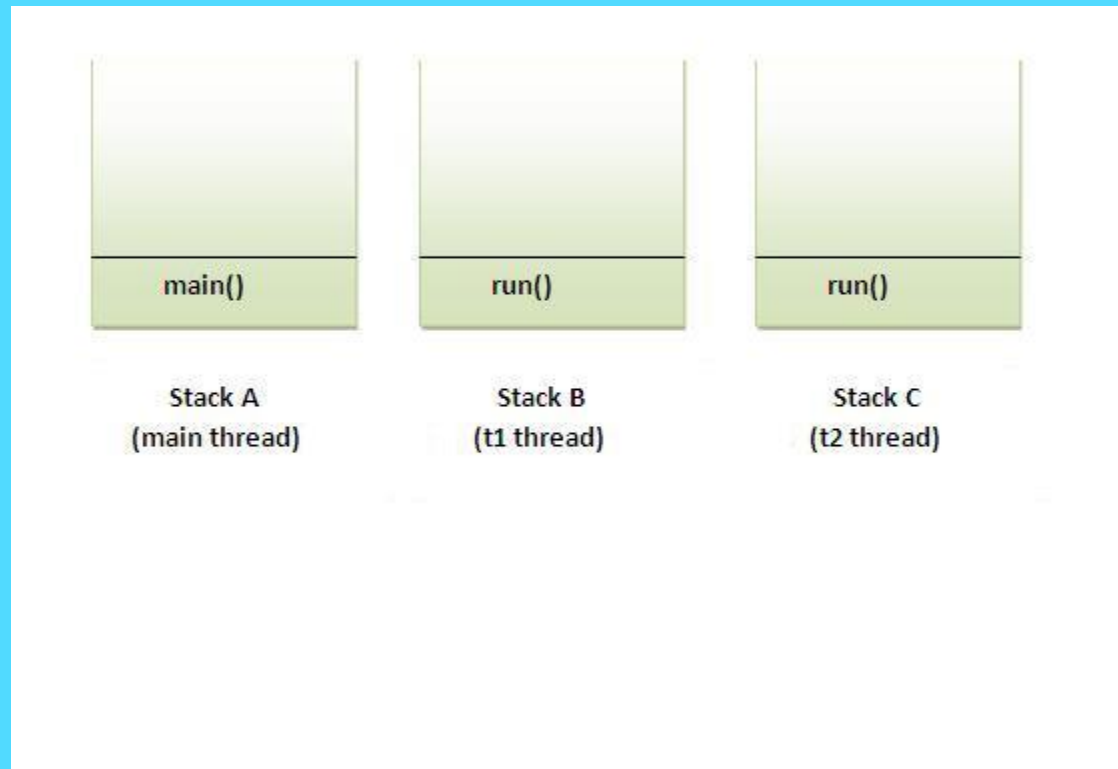 main()
run()
run()
Stack A
(main thread)
Stack B
(t1 thread)
Stack C
(t2 thread)